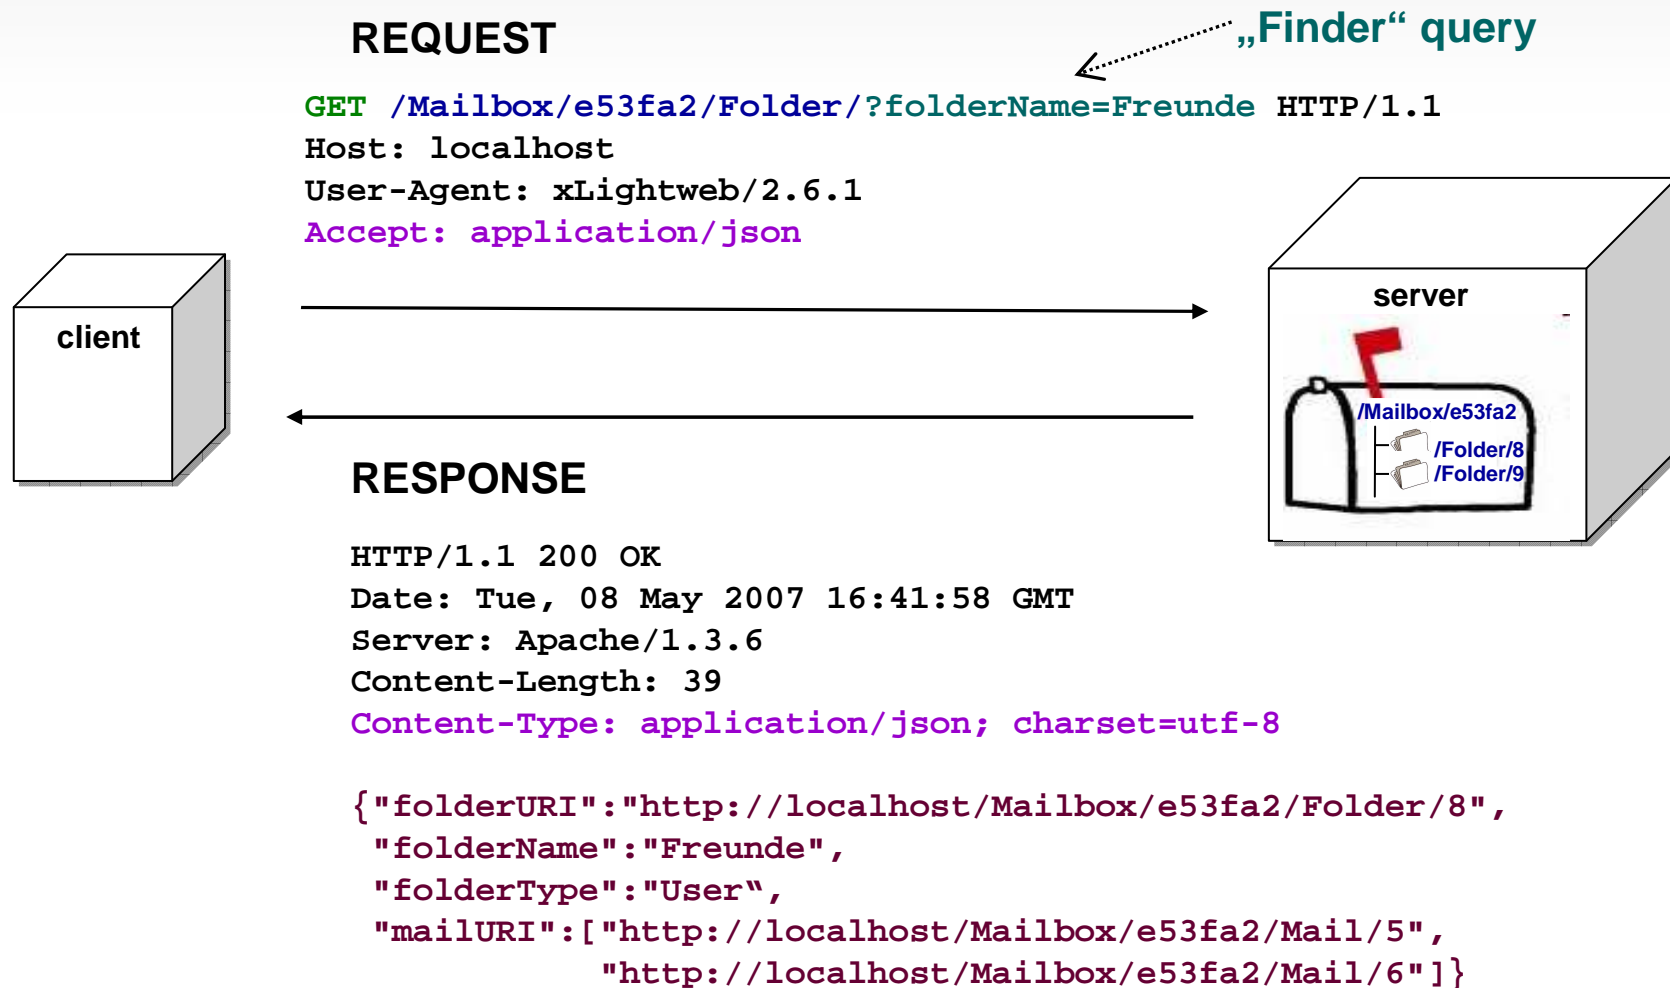 REQUEST
„Finder“ query
GET /Mailbox/e53fa2/Folder/?folderName=Freunde HTTP/1.1
Host: localhost
User-Agent: xLightweb/2.6.1
Accept: application/json
client
server
/Mailbox/e53fa2
/Folder/8
/Folder/9
RESPONSE
HTTP/1.1 200 OK
Date: Tue, 08 May 2007 16:41:58 GMT
Server: Apache/1.3.6
Content-Length: 39
Content-Type: application/json; charset=utf-8
{"folderURI":"http://localhost/Mailbox/e53fa2/Folder/8",
"folderName":"Freunde",
"folderType":"User“,
"mailURI":["http://localhost/Mailbox/e53fa2/Mail/5",
"http://localhost/Mailbox/e53fa2/Mail/6"]}